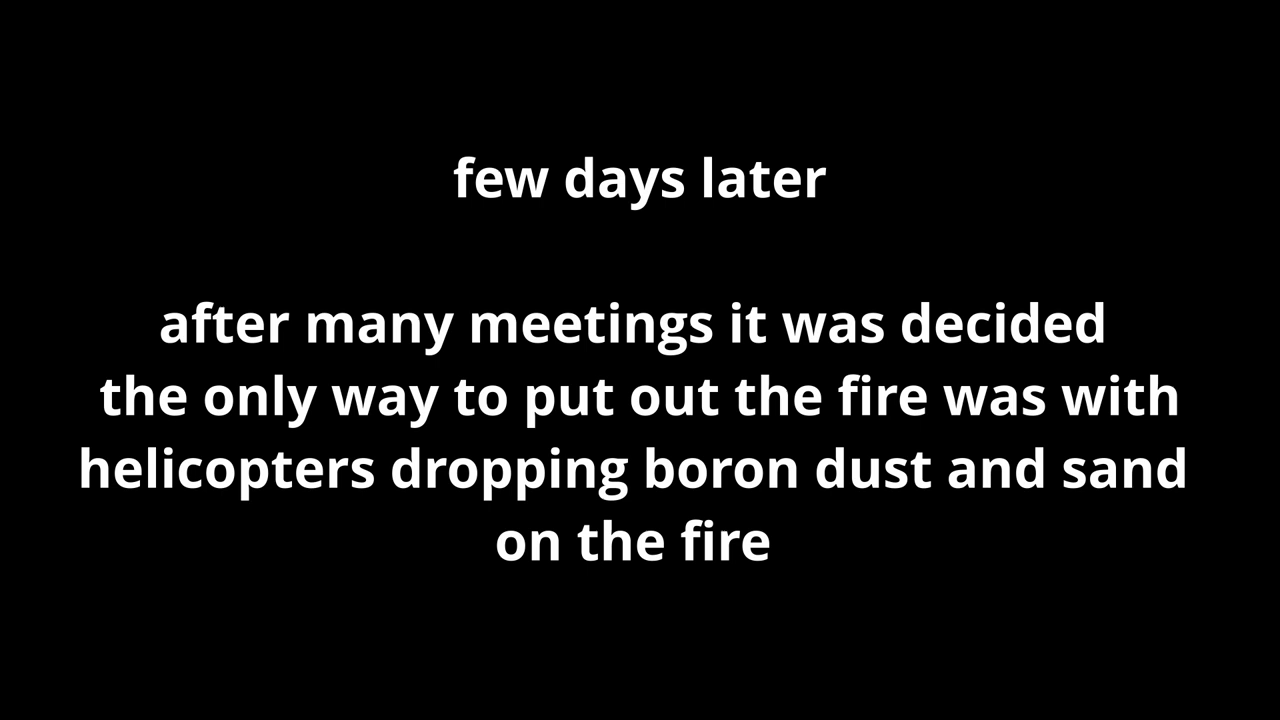 few days later
after many meetings it was decided
the only way to put out the fire was with
helicopters dropping boron dust and sand
on the fire